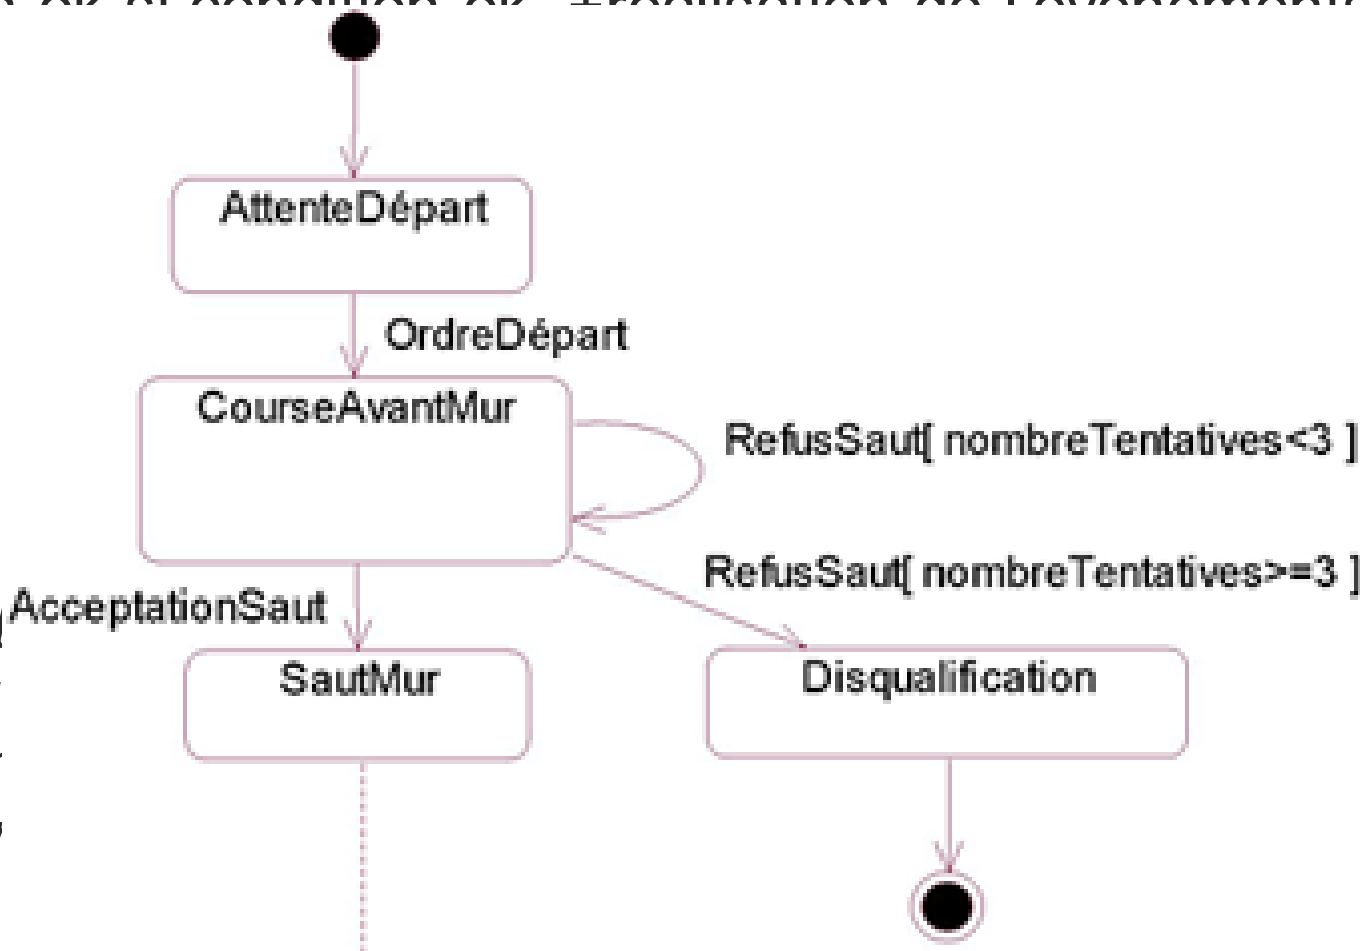 AttenteDépart
OrdreDépart
CourseAvantMur
RefusSaut[ nombreTentatives<3 ]
RefusSaut[ nombreTentatives>=3 ]
AcceptationSaut
SautMur
Disqualification